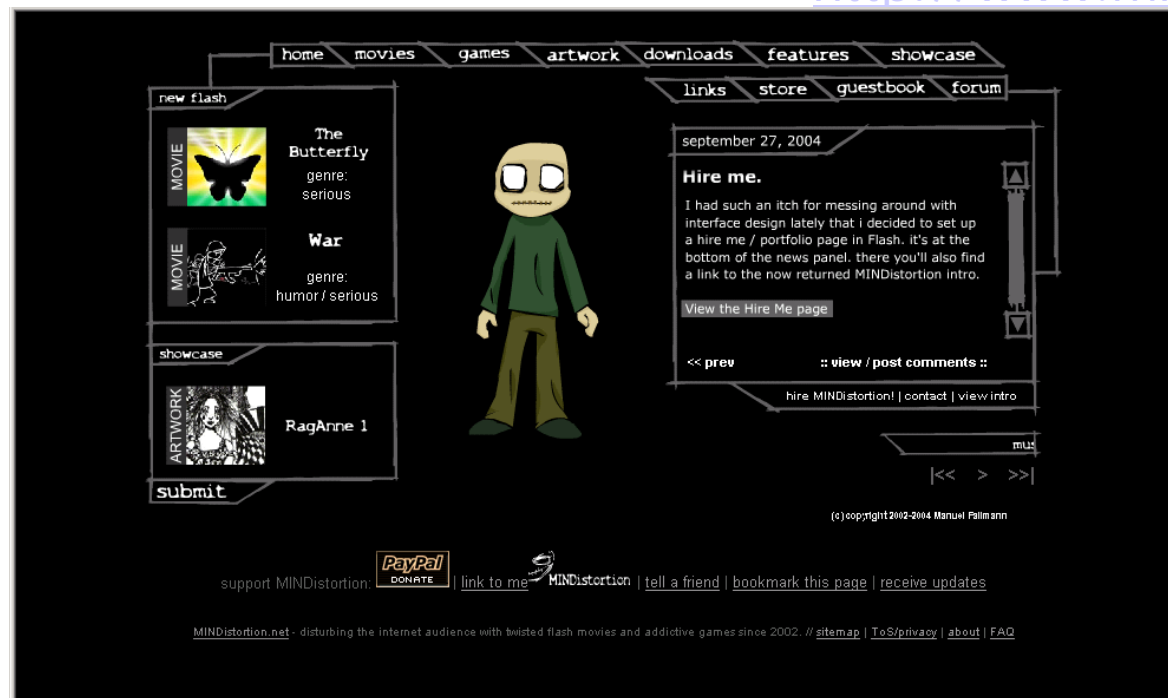 home movies games artwork downloads features showcase
links store guestbook forum
new flash
MOVIE
The
Butterfly
genre:
serious
MOVIE
War
genre:
humor / serious
showcase
ARTWORK
RagAnne 1
submit
september 27, 2004
Hire me.
I had such an itch for messing around with
interface design lately that i decided to set up
a hire me / portfolio page in Flash. it's at the
bottom of the news panel. there you'll also find
a link to the now returned MINDistortion intro.
View the Hire Me page
<< prev :: view / post comments ::
hire MINDistortion! | contact | view intro
|<< > >>|
(c) copyright 2002-2004 Manuel Fallmann
support MINDistortion: PayPal DONATE | link to me MINDistortion | tell a friend | bookmark this page | receive updates
MINDistortion.net - disturbing the internet audience with twisted flash movies and addictive games since 2002. // sitemap | ToS/privacy | about | FAQ